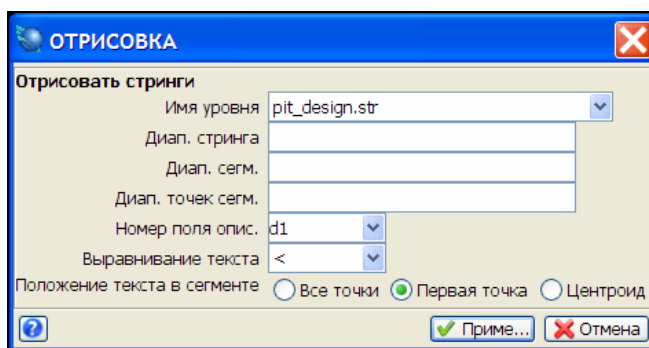 ОТРИСОВКА
Отрисовать стринги
Имя уровня pit_design.str
Диап. стринга
Диап. сегм.
Диап. точек сегм.
Номер поля опис. d1
Выравнивание текста <
Положение текста в сегменте Все точки Первая точка Центроид
? Приме... Отмена